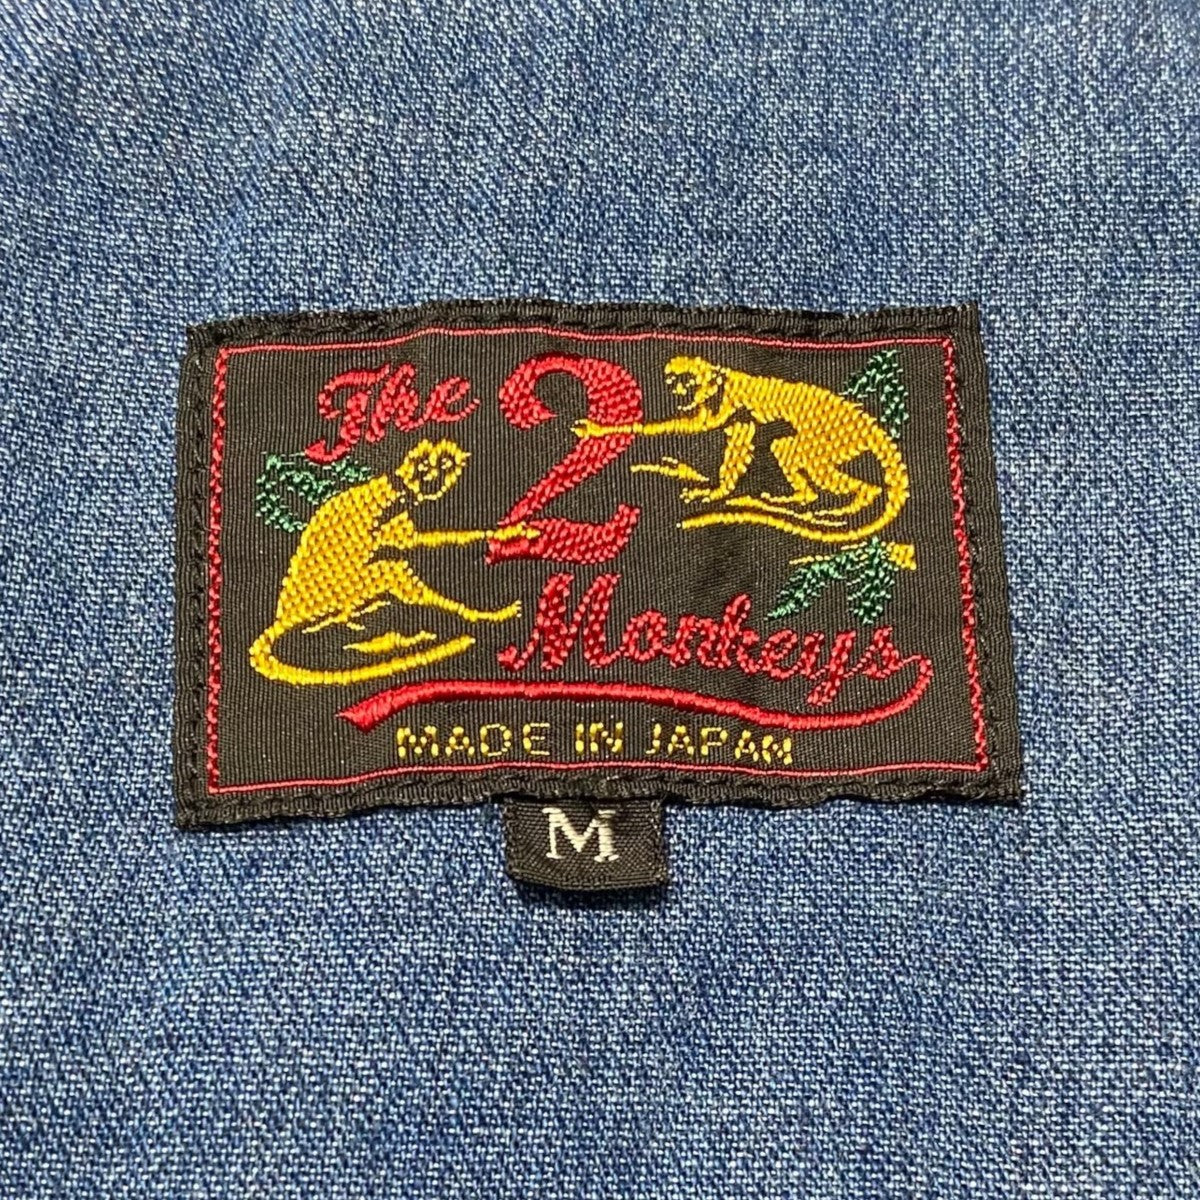 The 2
Monkeys
MADE IN JAPAN
M